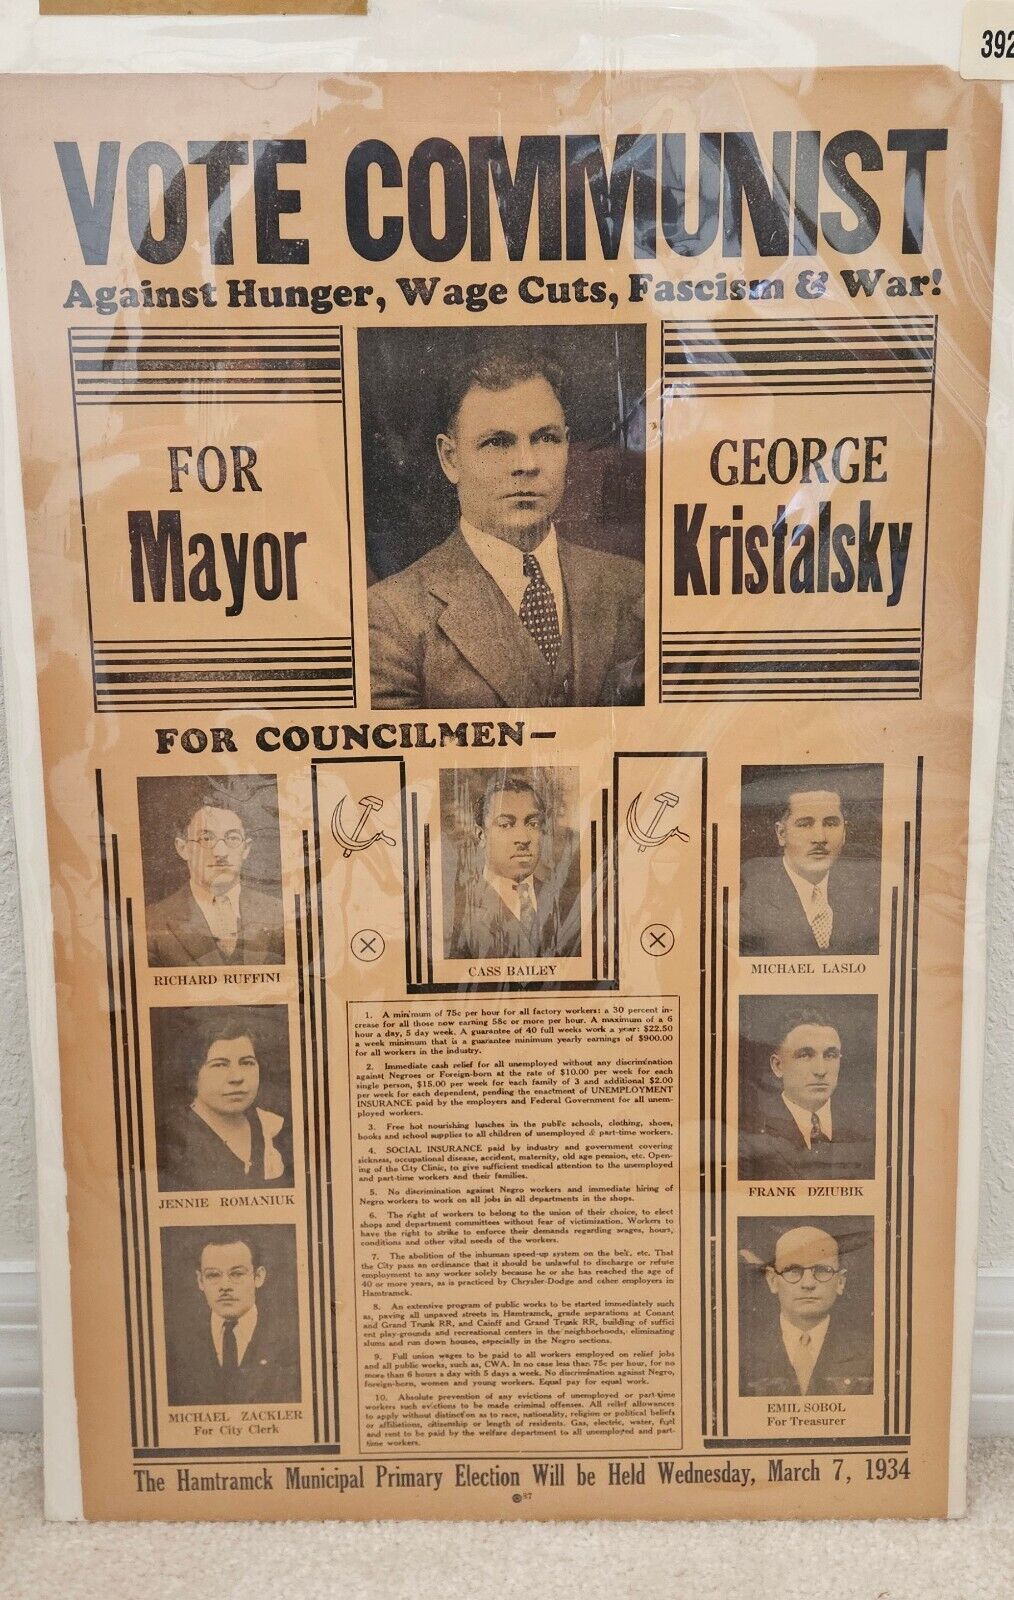 392
VOTE COMMUNIST
Against Hunger, Wage Cuts, Fascism & War!
FOR
Mayor
GEORGE
Kristalsky
FOR COUNCILMEN—
RICHARD RUFFINI
CASS BAILEY
MICHAEL LASLO
JENNIE ROMANIUK
FRANK DZIUBIK
MICHAEL ZACKLER
For City Clerk
EMIL SOBOL
For Treasurer
1. A minimum of 75c per hour for all factory workers: a 30 percent in-
crease for all those now earning 58c or more per hour. A maximum of a 6
hour a day, 5 day week. A guarantee of 40 full weeks work a year: $22.50
a week minimum that is a guarantee minimum yearly earnings of $900.00
for all workers in the industry.
2. Immediate cash relief for all unemployed without any discrimination
against Negroes or Foreign-born at the rate of $10.00 per week for each
single person, $15.00 per week for each family of 3 and additional $2.00
per week for each dependent, pending the enactment of UNEMPLOYMENT
INSURANCE paid by the employers and Federal Government for all unem-
ployed workers.
3. Free hot nourishing lunches in the public schools, clothing, shoes,
books and school supplies to all children of unemployed & part-time workers.
4. SOCIAL INSURANCE paid by industry and government covering
sickness, occupational disease, accident, maternity, old age pension, etc. Open-
ing of the City Clinic, to give sufficient medical attention to the unemployed
and part-time workers and their families.
5. No discrimination against Negro workers and immediate hiring of
Negro workers to work on all jobs in all departments in the shops.
6. The right of workers to belong to the union of their choice, to elect
shops and department committees without fear of victimization. Workers to
have the right to strike to enforce their demands regarding wages, hours,
conditions and other vital needs of the workers.
7. The abolition of the inhuman speed-up system on the belt, etc. That
the City pass an ordinance that it should be unlawful to discharge or refuse
employment to any worker solely because he or she has reached the age of
40 or more years, as is practiced by Chrysler-Dodge and other employers in
Hamtramck.
8. An extensive program of public works to be started immediately such
as, paving all unpaved streets in Hamtramck, grade separations at Conant
and Grand Trunk RR, and Caniff and Grand Trunk RR, building of suffici
ent play-grounds and recreational centers in the neighborhoods, eliminating
slums and run down houses, especially in the Negro sections.
9. Full union wages to be paid to all workers employed on relief jobs
and all public works, such as, CWA. In no case less than 75c per hour, for no
more than 6 hours a day with 5 days a week. No discrimination against Negro,
foreign-born, women and young workers. Equal pay for equal work.
10. Absolute prevention of any evictions of unemployed or part-time
workers such evictions to be made criminal offenses. All relief allowances
to apply without distinction as to race, nationality, religion or political beliefs
or affiliations, citizenship or length of residents. Gas, electric, water, fuel
and rent to be paid by the welfare department to all unemployed and part-
time workers.
The Hamtramck Municipal Primary Election Will be Held Wednesday, March 7, 1934
87